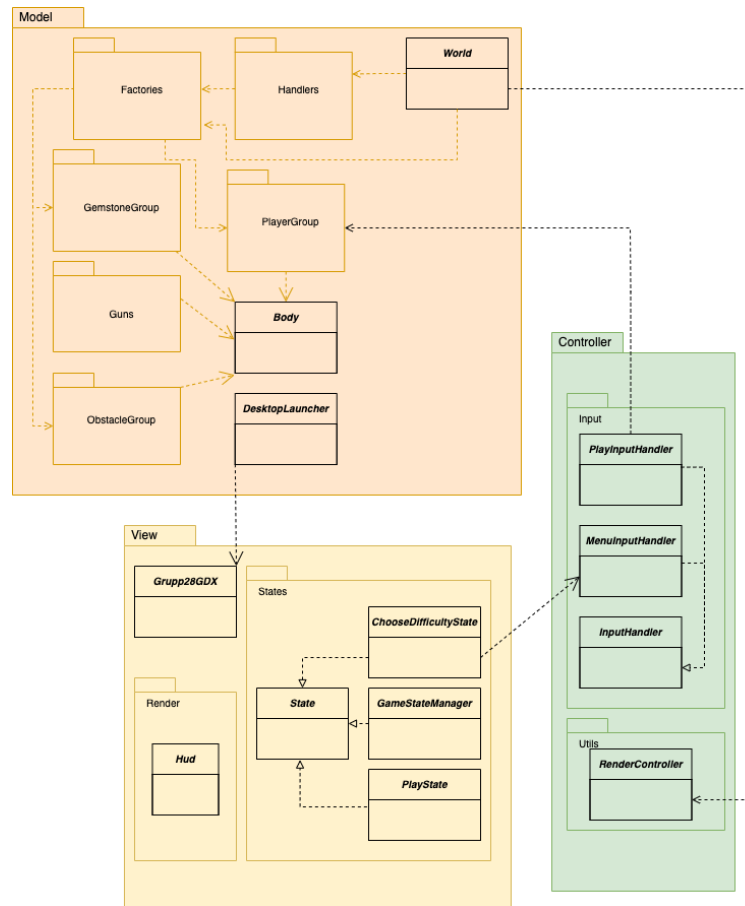 Model
World
Factories
Handlers
GemstoneGroup
PlayerGroup
Guns
Body
ObstacleGroup
DesktopLauncher
Controller
Input
PlayInputHandler
MenuInputHandler
InputHandler
Utils
RenderController
View
Grupp28GDX
States
ChooseDifficultyState
Render
State
GameStateManager
Hud
PlayState